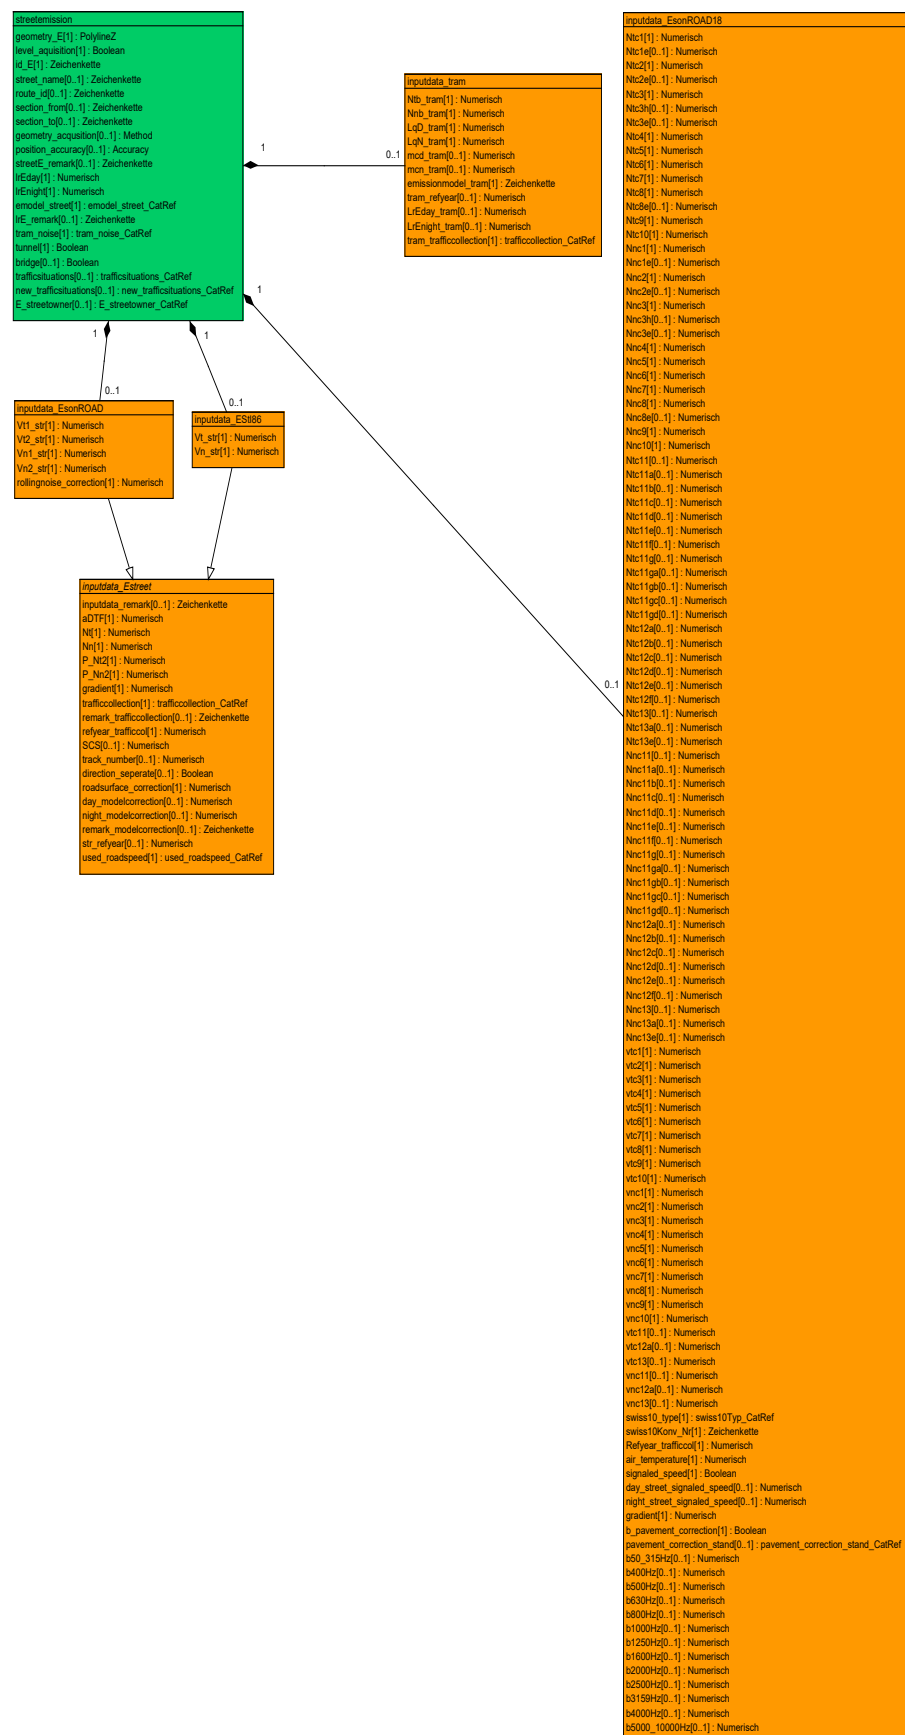 streetemission
geometry_E[1] : PolylineZ
level_aquisition[1] : Boolean
id_E[1] : Zeichenkette
street_name[0..1] : Zeichenkette
route_id[0..1] : Zeichenkette
section_from[0..1] : Zeichenkette
section_to[0..1] : Zeichenkette
geometry_acqusition[0..1] : Method
position_accuracy[0..1] : Accuracy
streetE_remark[0..1] : Zeichenkette
lrEday[1] : Numerisch
lrEnight[1] : Numerisch
emodel_street[1] : emodel_street_CatRef
lrE_remark[0..1] : Zeichenkette
tram_noise[1] : tram_noise_CatRef
tunnel[1] : Boolean
bridge[0..1] : Boolean
trafficsituations[0..1] : trafficsituations_CatRef
new_trafficsituations[0..1] : new_trafficsituations_CatRef
E_streetowner[0..1] : E_streetowner_CatRef
1
0..1
1
0..1
1
0..1
1
0..1
inputdata_tram
Ntb_tram[1] : Numerisch
Nnb_tram[1] : Numerisch
LqD_tram[1] : Numerisch
LqN_tram[1] : Numerisch
mcd_tram[0..1] : Numerisch
mcn_tram[0..1] : Numerisch
emissionmodel_tram[1] : Zeichenkette
tram_refyear[0..1] : Numerisch
LrEday_tram[0..1] : Numerisch
LrEnight_tram[0..1] : Numerisch
tram_trafficcollection[1] : trafficcollection_CatRef
inputdata_EsonROAD
Vt1_str[1] : Numerisch
Vt2_str[1] : Numerisch
Vn1_str[1] : Numerisch
Vn2_str[1] : Numerisch
rollingnoise_correction[1] : Numerisch
inputdata_EStl86
Vt_str[1] : Numerisch
Vn_str[1] : Numerisch
inputdata_Estreet
inputdata_remark[0..1] : Zeichenkette
aDTF[1] : Numerisch
Nt[1] : Numerisch
Nn[1] : Numerisch
P_Nt2[1] : Numerisch
P_Nn2[1] : Numerisch
gradient[1] : Numerisch
trafficcollection[1] : trafficcollection_CatRef
remark_trafficcollection[0..1] : Zeichenkette
refyear_trafficcol[1] : Numerisch
SCS[0..1] : Numerisch
track_number[0..1] : Numerisch
direction_seperate[0..1] : Boolean
roadsurface_correction[1] : Numerisch
day_modelcorrection[0..1] : Numerisch
night_modelcorrection[0..1] : Numerisch
remark_modelcorrection[0..1] : Zeichenkette
str_refyear[0..1] : Numerisch
used_roadspeed[1] : used_roadspeed_CatRef
inputdata_EsonROAD18
Ntc1[1] : Numerisch
Ntc1e[0..1] : Numerisch
Ntc2[1] : Numerisch
Ntc2e[0..1] : Numerisch
Ntc3[1] : Numerisch
Ntc3h[0..1] : Numerisch
Ntc3e[0..1] : Numerisch
Ntc4[1] : Numerisch
Ntc5[1] : Numerisch
Ntc6[1] : Numerisch
Ntc7[1] : Numerisch
Ntc8[1] : Numerisch
Ntc8e[0..1] : Numerisch
Ntc9[1] : Numerisch
Ntc10[1] : Numerisch
Nnc1[1] : Numerisch
Nnc1e[0..1] : Numerisch
Nnc2[1] : Numerisch
Nnc2e[0..1] : Numerisch
Nnc3[1] : Numerisch
Nnc3h[0..1] : Numerisch
Nnc3e[0..1] : Numerisch
Nnc4[1] : Numerisch
Nnc5[1] : Numerisch
Nnc6[1] : Numerisch
Nnc7[1] : Numerisch
Nnc8[1] : Numerisch
Nnc8e[0..1] : Numerisch
Nnc9[1] : Numerisch
Nnc10[1] : Numerisch
Ntc11[0..1] : Numerisch
Ntc11a[0..1] : Numerisch
Ntc11b[0..1] : Numerisch
Ntc11c[0..1] : Numerisch
Ntc11d[0..1] : Numerisch
Ntc11e[0..1] : Numerisch
Ntc11f[0..1] : Numerisch
Ntc11g[0..1] : Numerisch
Ntc11ga[0..1] : Numerisch
Ntc11gb[0..1] : Numerisch
Ntc11gc[0..1] : Numerisch
Ntc11gd[0..1] : Numerisch
Ntc12a[0..1] : Numerisch
Ntc12b[0..1] : Numerisch
Ntc12c[0..1] : Numerisch
Ntc12d[0..1] : Numerisch
Ntc12e[0..1] : Numerisch
Ntc12f[0..1] : Numerisch
Ntc13[0..1] : Numerisch
Ntc13a[0..1] : Numerisch
Ntc13e[0..1] : Numerisch
Nnc11[0..1] : Numerisch
Nnc11a[0..1] : Numerisch
Nnc11b[0..1] : Numerisch
Nnc11c[0..1] : Numerisch
Nnc11d[0..1] : Numerisch
Nnc11e[0..1] : Numerisch
Nnc11f[0..1] : Numerisch
Nnc11g[0..1] : Numerisch
Nnc11ga[0..1] : Numerisch
Nnc11gb[0..1] : Numerisch
Nnc11gc[0..1] : Numerisch
Nnc11gd[0..1] : Numerisch
Nnc12a[0..1] : Numerisch
Nnc12b[0..1] : Numerisch
Nnc12c[0..1] : Numerisch
Nnc12d[0..1] : Numerisch
Nnc12e[0..1] : Numerisch
Nnc12f[0..1] : Numerisch
Nnc13[0..1] : Numerisch
Nnc13a[0..1] : Numerisch
Nnc13e[0..1] : Numerisch
vtc1[1] : Numerisch
vtc2[1] : Numerisch
vtc3[1] : Numerisch
vtc4[1] : Numerisch
vtc5[1] : Numerisch
vtc6[1] : Numerisch
vtc7[1] : Numerisch
vtc8[1] : Numerisch
vtc9[1] : Numerisch
vtc10[1] : Numerisch
vnc1[1] : Numerisch
vnc2[1] : Numerisch
vnc3[1] : Numerisch
vnc4[1] : Numerisch
vnc5[1] : Numerisch
vnc6[1] : Numerisch
vnc7[1] : Numerisch
vnc8[1] : Numerisch
vnc9[1] : Numerisch
vnc10[1] : Numerisch
vtc11[0..1] : Numerisch
vtc12a[0..1] : Numerisch
vtc13[0..1] : Numerisch
vnc11[0..1] : Numerisch
vnc12a[0..1] : Numerisch
vnc13[0..1] : Numerisch
swiss10_type[1] : swiss10Typ_CatRef
swiss10Konv_Nr[1] : Zeichenkette
Refyear_trafficcol[1] : Numerisch
air_temperature[1] : Numerisch
signaled_speed[1] : Boolean
day_street_signaled_speed[0..1] : Numerisch
night_street_signaled_speed[0..1] : Numerisch
gradient[1] : Numerisch
b_pavement_correction[1] : Boolean
pavement_correction_stand[0..1] : pavement_correction_stand_CatRef
b50_315Hz[0..1] : Numerisch
b400Hz[0..1] : Numerisch
b500Hz[0..1] : Numerisch
b630Hz[0..1] : Numerisch
b800Hz[0..1] : Numerisch
b1000Hz[0..1] : Numerisch
b1250Hz[0..1] : Numerisch
b1600Hz[0..1] : Numerisch
b2000Hz[0..1] : Numerisch
b2500Hz[0..1] : Numerisch
b3159Hz[0..1] : Numerisch
b4000Hz[0..1] : Numerisch
b5000_10000Hz[0..1] : Numerisch